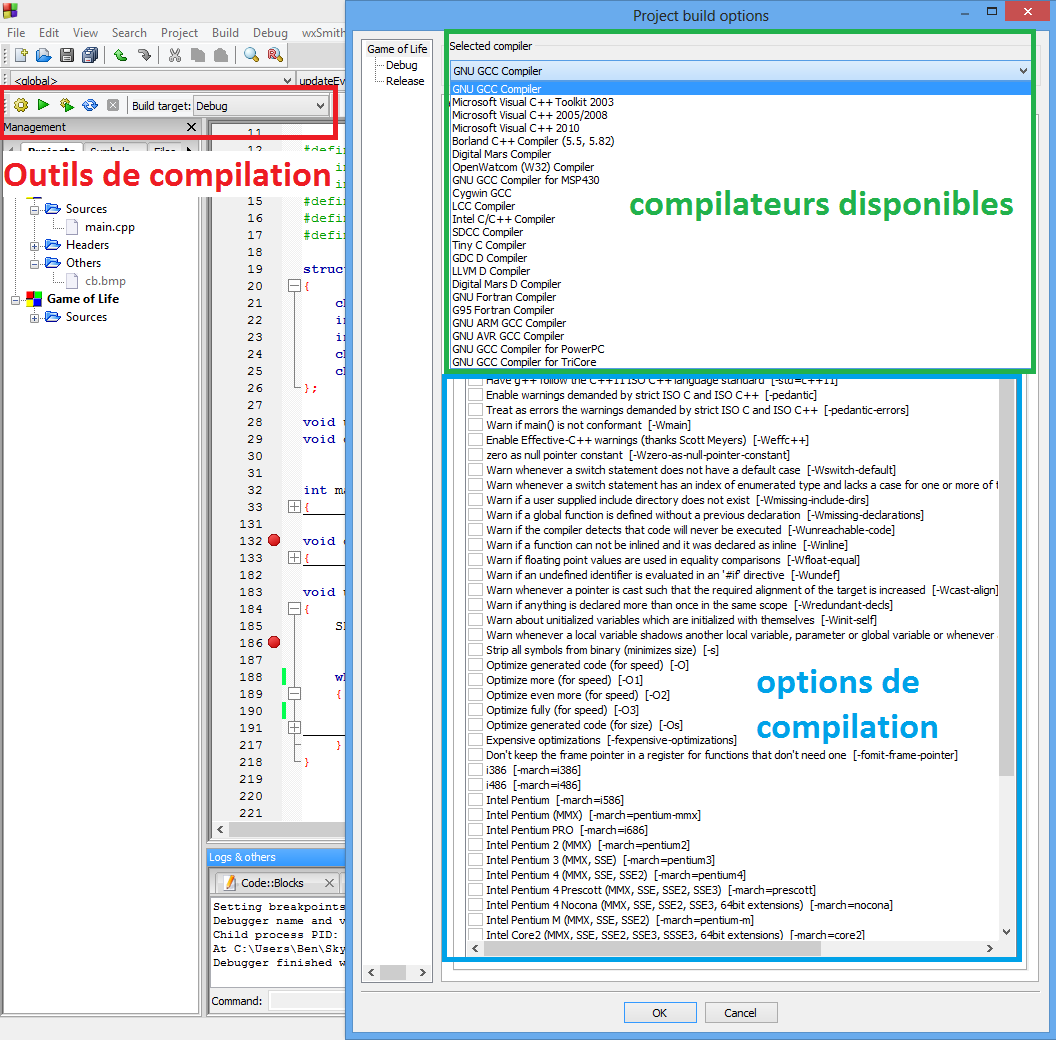 Project build options
File Edit View Search Project Build Debug wxSmith
<global>
updateEv
Build target: Debug
Management
Projects Symbols Files
Outils de compilation
Sources
main.cpp
Headers
Others
cb.bmp
Game of Life
Sources
11
12 #defi
15 #defi
16 #defi
17 #defi
18
19 struct
20 {
21 ch
22 in
23 in
24 ch
25 ch
26 };
27
28 void
29 void
30
31
32 int ma
33 {
131
132 void
133 {
182
183 void
184 {
185
186
187
188 wh
189 {
190
191
217 }
218 }
219
220
221
Logs & others
Code::Blocks
Setting breakpoints
Debugger name and v
Child process PID:
At C:\Users\Ben\Sky
Debugger finished w
Command:
Game of Life
Debug
Release
Selected compiler
GNU GCC Compiler
GNU GCC Compiler
Microsoft Visual C++ Toolkit 2003
Microsoft Visual C++ 2005/2008
Microsoft Visual C++ 2010
Borland C++ Compiler (5.5, 5.82)
Digital Mars Compiler
OpenWatcom (W32) Compiler
GNU GCC Compiler for MSP430
Cygwin GCC
LCC Compiler
Intel C/C++ Compiler
SDCC Compiler
Tiny C Compiler
GDC D Compiler
LLVM D Compiler
Digital Mars D Compiler
GNU Fortran Compiler
G95 Fortran Compiler
GNU ARM GCC Compiler
GNU AVR GCC Compiler
GNU GCC Compiler for PowerPC
GNU GCC Compiler for TriCore
compilateurs disponibles
Have g++ follow the C++11 ISO C++ language standard [-std=c++11]
Enable warnings demanded by strict ISO C and ISO C++ [-pedantic]
Treat as errors the warnings demanded by strict ISO C and ISO C++ [-pedantic-errors]
Warn if main() is not conformant [-Wmain]
Enable Effective-C++ warnings (thanks Scott Meyers) [-Weffc++]
zero as null pointer constant [-Wzero-as-null-pointer-constant]
Warn whenever a switch statement does not have a default case [-Wswitch-default]
Warn whenever a switch statement has an index of enumerated type and lacks a case for one or more of t
Warn if a user supplied include directory does not exist [-Wmissing-include-dirs]
Warn if a global function is defined without a previous declaration [-Wmissing-declarations]
Warn if the compiler detects that code will never be executed [-Wunreachable-code]
Warn if a function can not be inlined and it was declared as inline [-Winline]
Warn if floating point values are used in equality comparisons [-Wfloat-equal]
Warn if an undefined identifier is evaluated in an '#if' directive [-Wundef]
Warn whenever a pointer is cast such that the required alignment of the target is increased [-Wcast-align]
Warn if anything is declared more than once in the same scope [-Wredundant-decls]
Warn about unitialized variables which are initialized with themselves [-Winit-self]
Warn whenever a local variable shadows another local variable, parameter or global variable or whenever
Strip all symbols from binary (minimizes size) [-s]
Optimize generated code (for speed) [-O]
Optimize more (for speed) [-O1]
Optimize even more (for speed) [-O2]
Optimize fully (for speed) [-O3]
Optimize generated code (for size) [-Os]
Expensive optimizations [-fexpensive-optimizations]
Don't keep the frame pointer in a register for functions that don't need one [-fomit-frame-pointer]
i386 [-march=i386]
i486 [-march=i486]
Intel Pentium [-march=i586]
Intel Pentium (MMX) [-march=pentium-mmx]
Intel Pentium PRO [-march=i686]
Intel Pentium 2 (MMX) [-march=pentium2]
Intel Pentium 3 (MMX, SSE) [-march=pentium3]
Intel Pentium 4 (MMX, SSE, SSE2) [-march=pentium4]
Intel Pentium 4 Prescott (MMX, SSE, SSE2, SSE3) [-march=prescott]
Intel Pentium 4 Nocona (MMX, SSE, SSE2, SSE3, 64bit extensions) [-march=nocona]
Intel Pentium M (MMX, SSE, SSE2) [-march=pentium-m]
Intel Core2 (MMX, SSE, SSE2, SSE3, SSSE3, 64bit extensions) [-march=core2]
options de
compilation
OK
Cancel